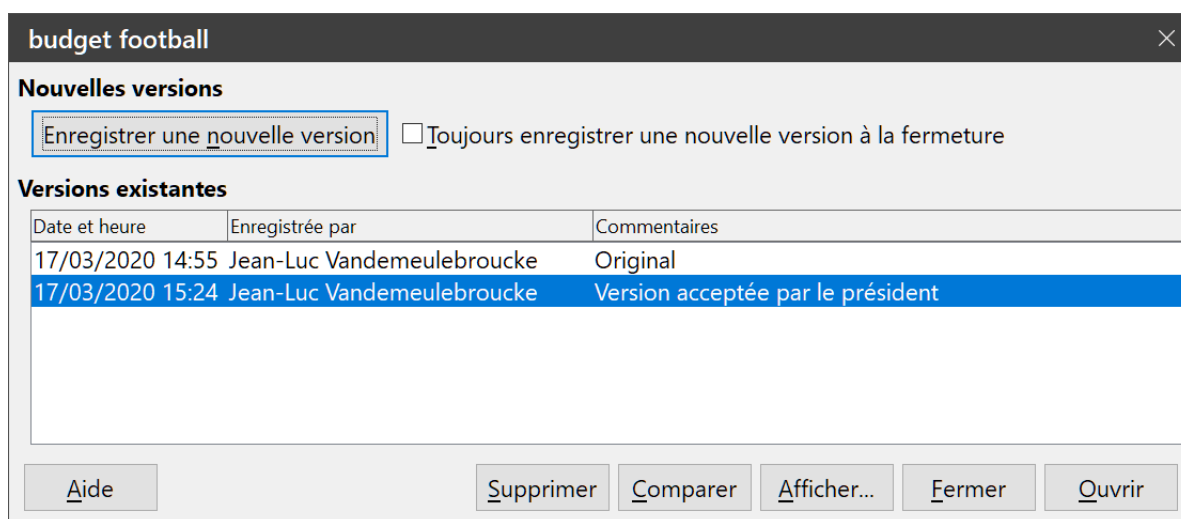 budget football
Nouvelles versions
Enregistrer une nouvelle version Toujours enregistrer une nouvelle version à la fermeture
Versions existantes
Date et heure Enregistrée par Commentaires
17/03/2020 14:55 Jean-Luc Vandemeulebroucke Original
17/03/2020 15:24 Jean-Luc Vandemeulebroucke Version acceptée par le président
Aide Supprimer Comparer Afficher... Fermer Ouvrir